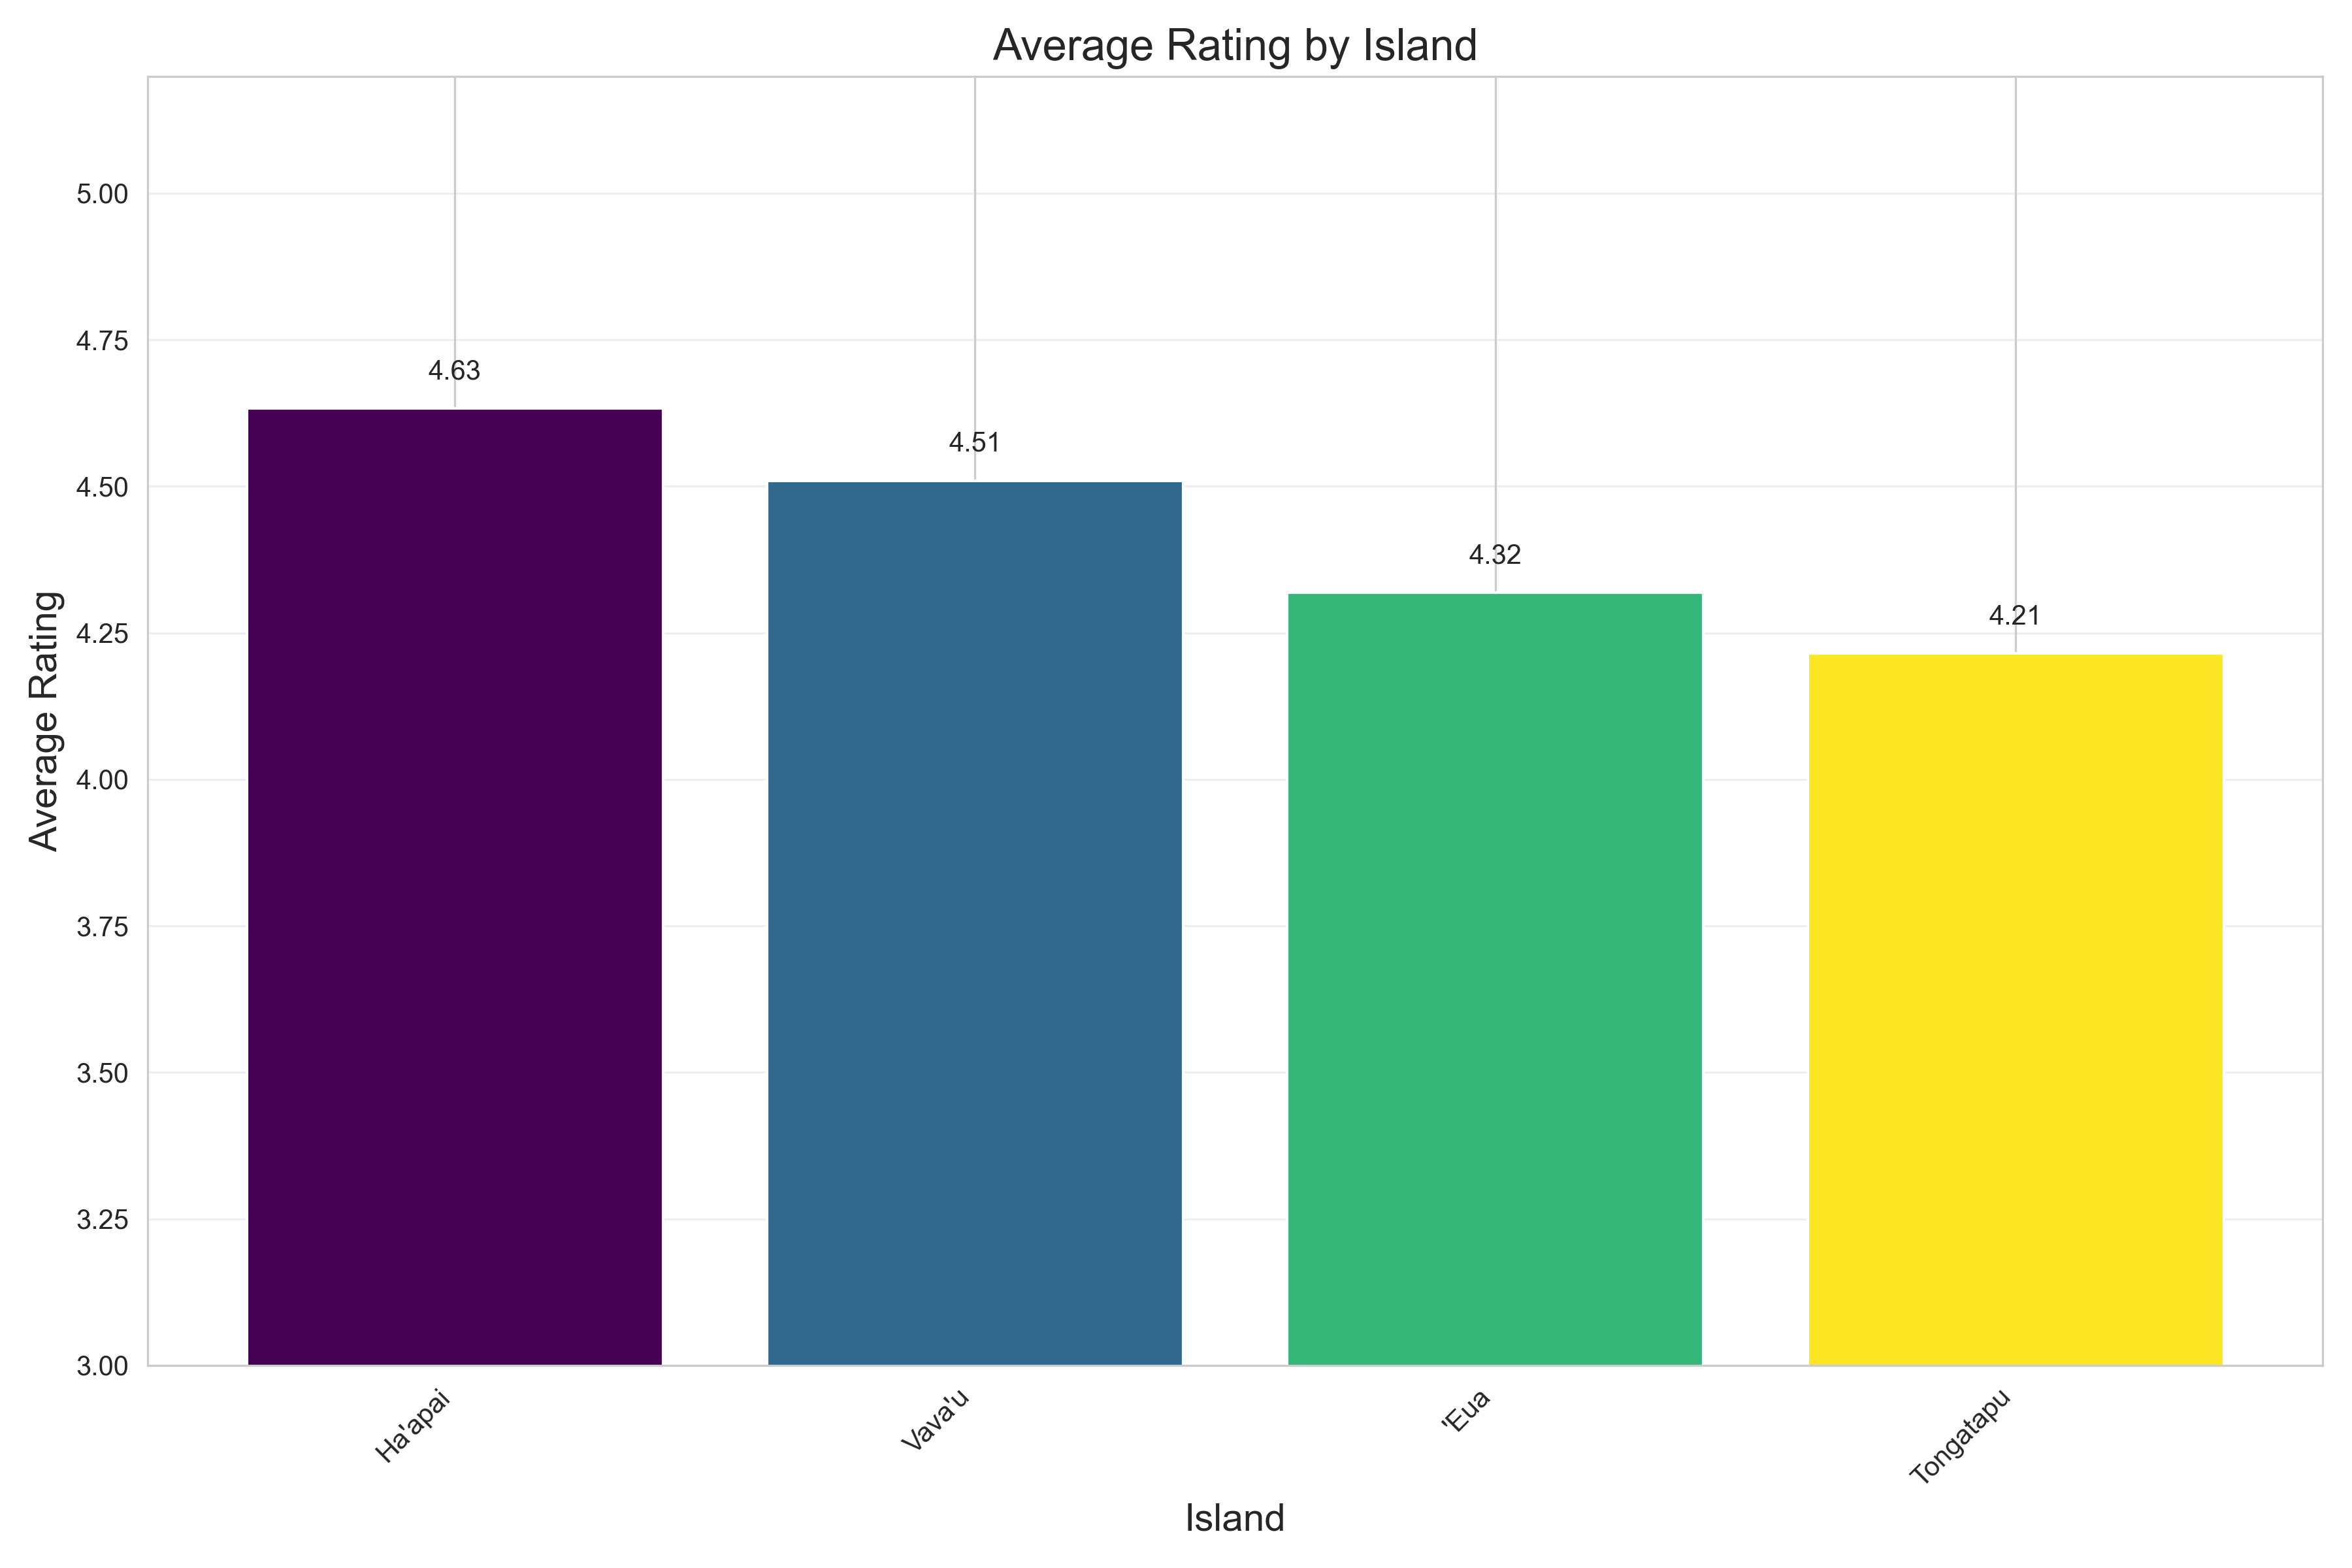 Average Rating by Island
Average Rating
5.00
4.75
4.50
4.25
4.00
3.75
3.50
3.25
3.00
4.63
4.51
4.32
4.21
Ha'apai
Vava'u
'Eua
Tongatapu
Island